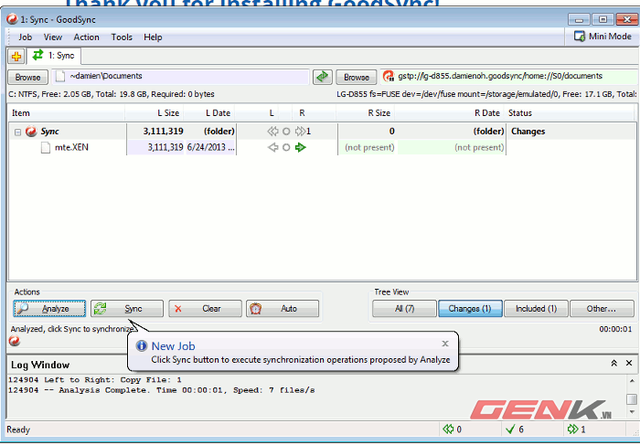 Thank you for installing GoodSync!
1: Sync - GoodSync
Job View Action Tools Help Mini Mode
1: Sync
Browse ~damien\Documents Browse gstp://lg-d855.damienoh.goodsync/home://S0/documents
C: NTFS, Free: 2.05 GB, Total: 19.8 GB, Required: 0 bytes LG-D855 fs=FUSE dev=/dev/fuse mount=/storage/emulated/0, Free: 17.1 GB, Total:
Item L Size L Date L R R Size R Date Status
Sync 3,111,319 (folder) 1 0 (folder) Changes
mte.XEN 3,111,319 6/24/2013 ... (not present) (not present)
Actions Tree View
Analyze Sync Clear Auto All (7) Changes (1) Included (1) Other...
Analyzed, click Sync to synchronize. 00:00:01
New Job x
Click Sync button to execute synchronization operations proposed by Analyze
Log Window
124904 Left to Right: Copy File: 1
124904 -- Analysis Complete. Time 00:00:01, Speed: 7 files/s
GENK.VN
Ready 0 6 1